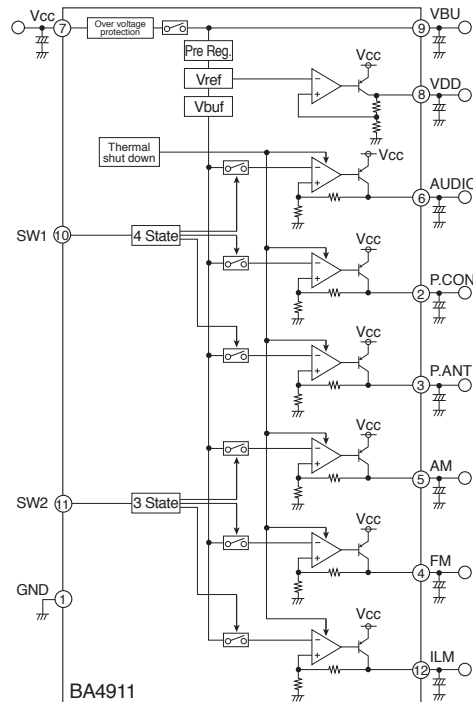 Vcc
7
Over voltage
protection
9
VBU
Pre Reg.
Vcc
Vref
8
VDD
Vbuf
Thermal
shut down
Vcc
AUDIO
6
SW1
10
4 State
Vcc
P.CON
2
Vcc
P.ANT
3
Vcc
AM
5
SW2
11
3 State
Vcc
FM
4
GND
1
Vcc
ILM
12
BA4911